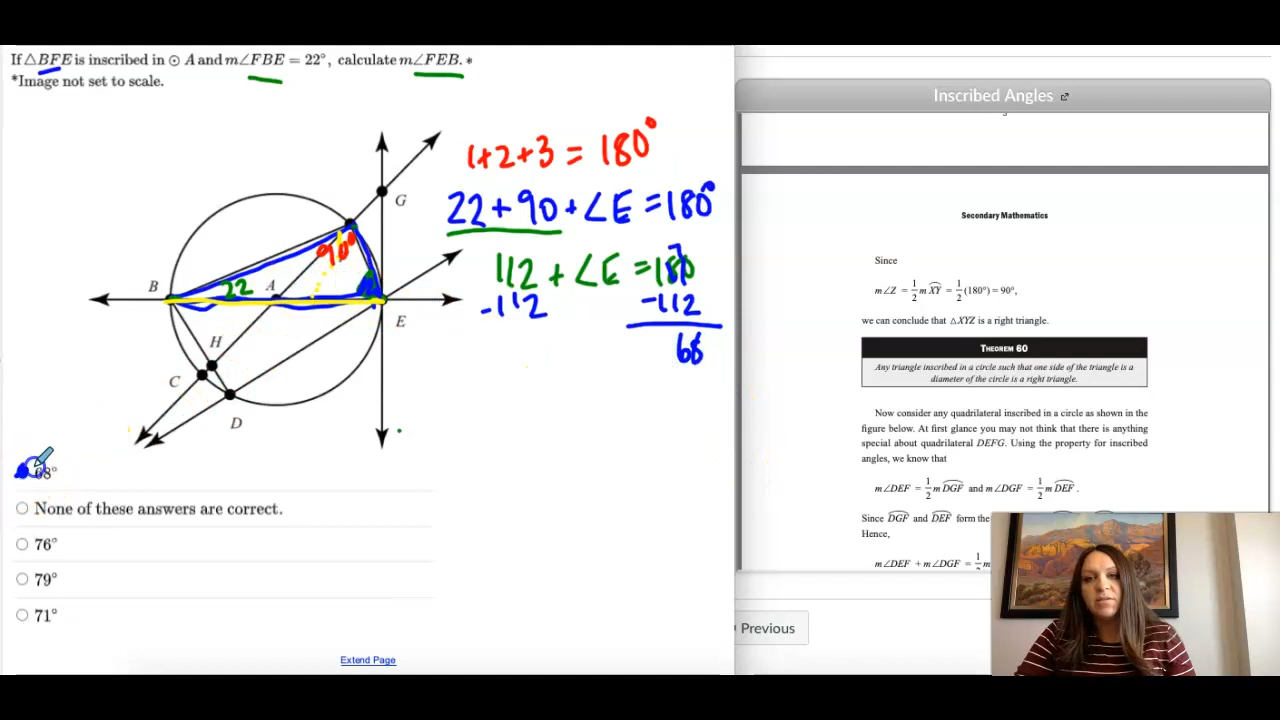 If △BFE is inscribed in ⊙ A and m∠FBE = 22°, calculate m∠FEB. *
*Image not set to scale.
1+2+3 = 180°
22+90+∠E=180°
112+∠E=180
-112 -112
68
G
90°
22
B
A
E
H
C
D
68°
None of these answers are correct.
76°
79°
71°
Extend Page
Inscribed Angles
Secondary Mathematics
Since
m∠Z = 1/2 m XY = 1/2 (180°) = 90°,
we can conclude that △XYZ is a right triangle.
THEOREM 60
Any triangle inscribed in a circle such that one side of the triangle is a
diameter of the circle is a right triangle.
Now consider any quadrilateral inscribed in a circle as shown in the
figure below. At first glance you may not think that there is anything
special about quadrilateral DEFG. Using the property for inscribed
angles, we know that
m∠DEF = 1/2 m DGF and m∠DGF = 1/2 m DEF.
Since DGF and DEF form the
Hence,
m∠DEF + m∠DGF = 1/2 m
Previous